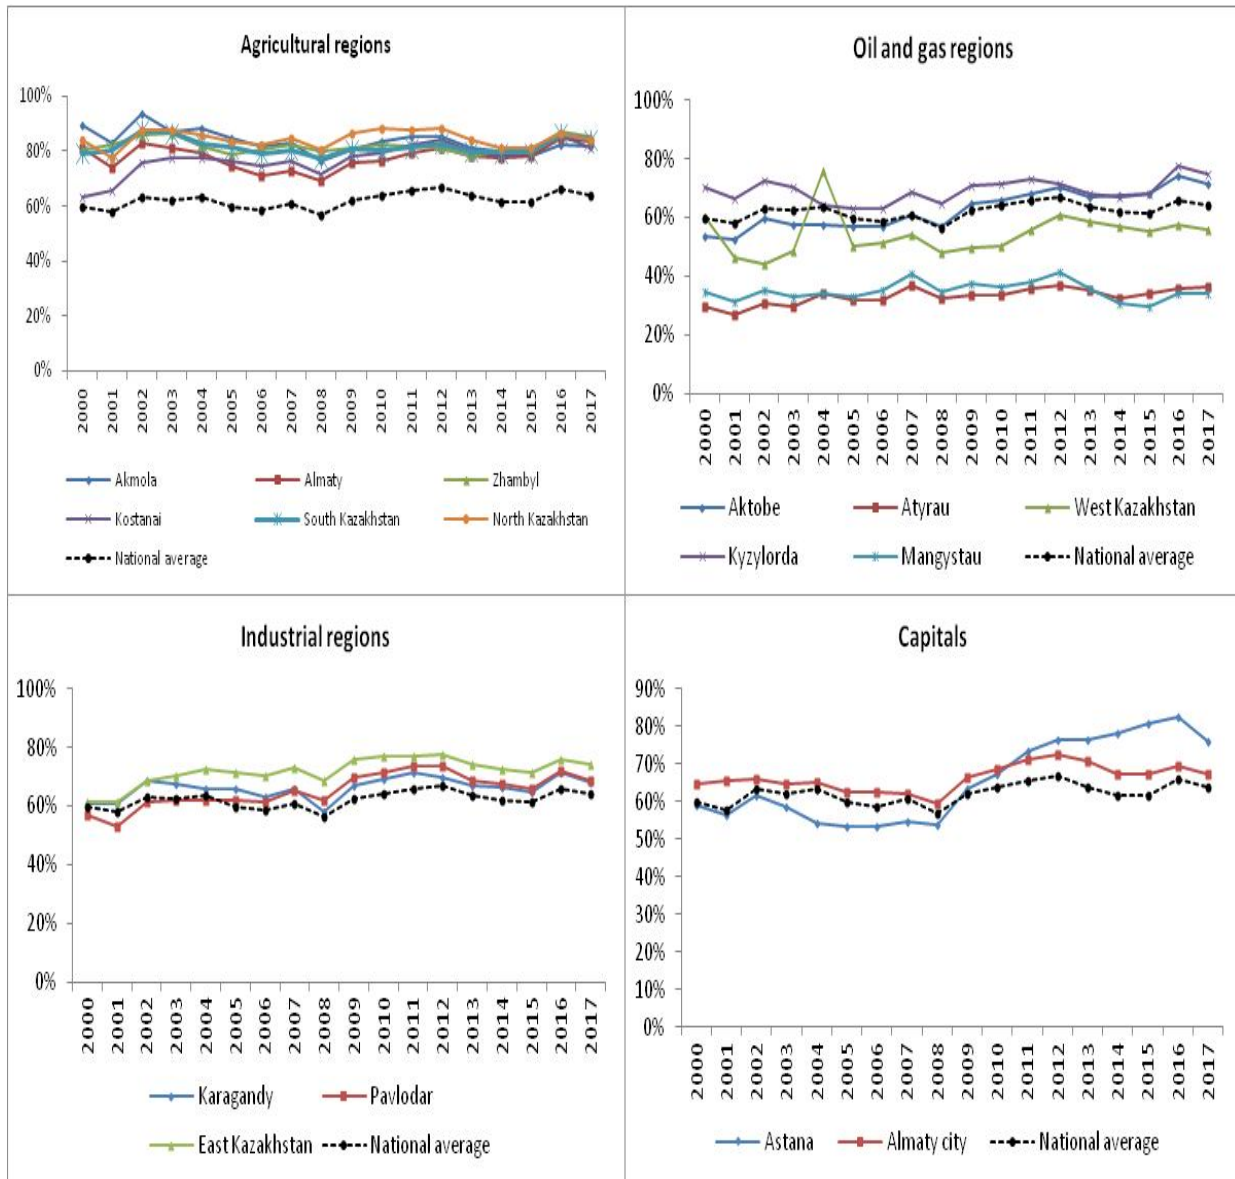 Agricultural regions
100%
80%
60%
40%
20%
0%
2000 2001 2002 2003 2004 2005 2006 2007 2008 2009 2010 2011 2012 2013 2014 2015 2016 2017
Akmola Almaty Zhambyl
Kostanai South Kazakhstan North Kazakhstan
National average
Oil and gas regions
100%
80%
60%
40%
20%
0%
2000 2001 2002 2003 2004 2005 2006 2007 2008 2009 2010 2011 2012 2013 2014 2015 2016 2017
Aktobe Atyrau West Kazakhstan
Kyzylorda Mangystau National average
Industrial regions
100%
80%
60%
40%
20%
0%
2000 2001 2002 2003 2004 2005 2006 2007 2008 2009 2010 2011 2012 2013 2014 2015 2016 2017
Karagandy Pavlodar
East Kazakhstan National average
Capitals
90%
80%
70%
60%
50%
40%
30%
20%
10%
0%
2000 2001 2002 2003 2004 2005 2006 2007 2008 2009 2010 2011 2012 2013 2014 2015 2016 2017
Astana Almaty city National average